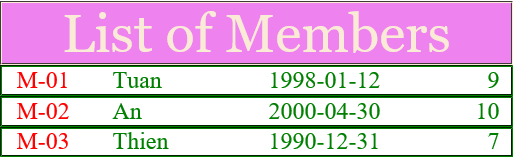 List of Members
M-01 Tuan 1998-01-12 9
M-02 An 2000-04-30 10
M-03 Thien 1990-12-31 7